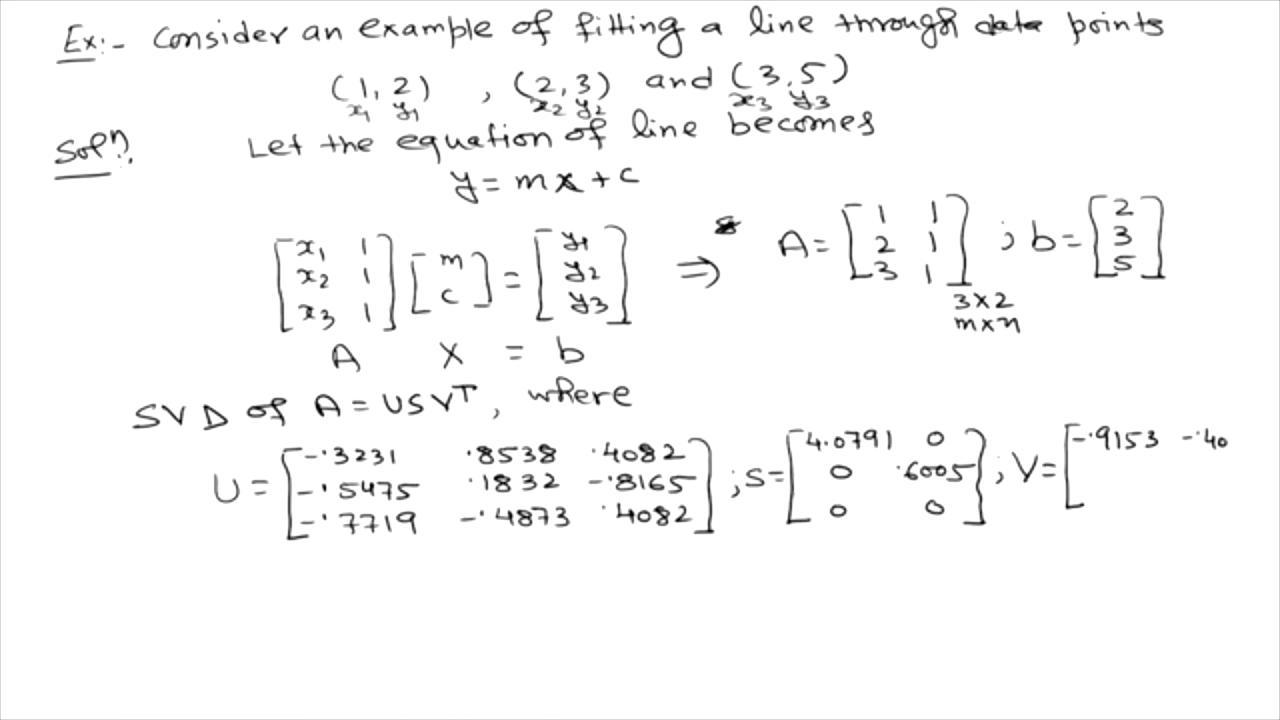 Ex:- Consider an example of fitting a line through data points
(1, 2) , (2, 3) and (3, 5)
x₁ y₁ x₂ y₂ x₃ y₃
Solⁿ: Let the equation of line becomes
y = mx + c
[x₁ 1; x₂ 1; x₃ 1] [m; c] = [y₁; y₂; y₃] ⇒ A = [1 1; 2 1; 3 1] ; b = [2; 3; 5]
3×2
m×n
A X = b
SVD of A = USVᵀ, where
U = [-.3231 .8538 .4082; -.5475 .1832 -.8165; -.7719 -.4873 .4082] ; S = [4.0791 0; 0 .6005; 0 0] ; V = [-.9153 -.40